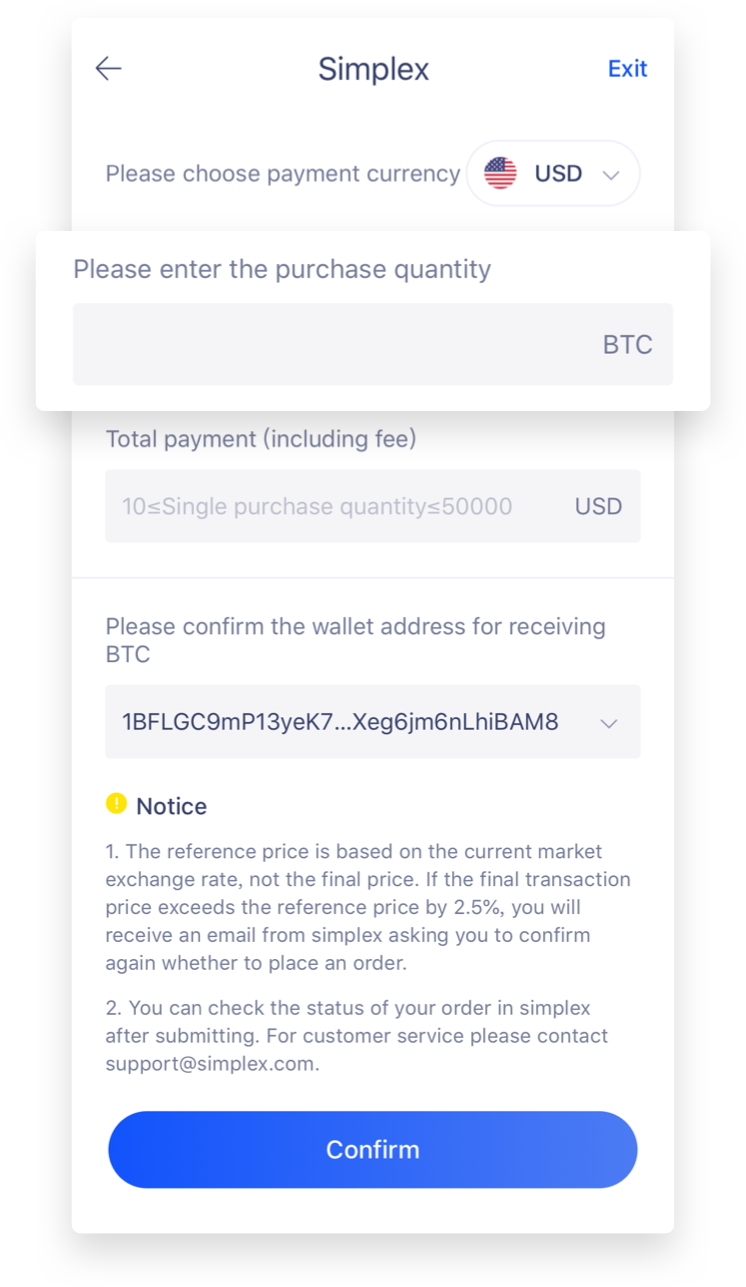 Simplex
Exit
Please choose payment currency
USD
Please enter the purchase quantity
BTC
Total payment (including fee)
10≤Single purchase quantity≤50000
USD
Please confirm the wallet address for receiving
BTC
1BFLGC9mP13yeK7...Xeg6jm6nLhiBAM8
Notice
1. The reference price is based on the current market
exchange rate, not the final price. If the final transaction
price exceeds the reference price by 2.5%, you will
receive an email from simplex asking you to confirm
again whether to place an order.
2. You can check the status of your order in simplex
after submitting. For customer service please contact
support@simplex.com.
Confirm